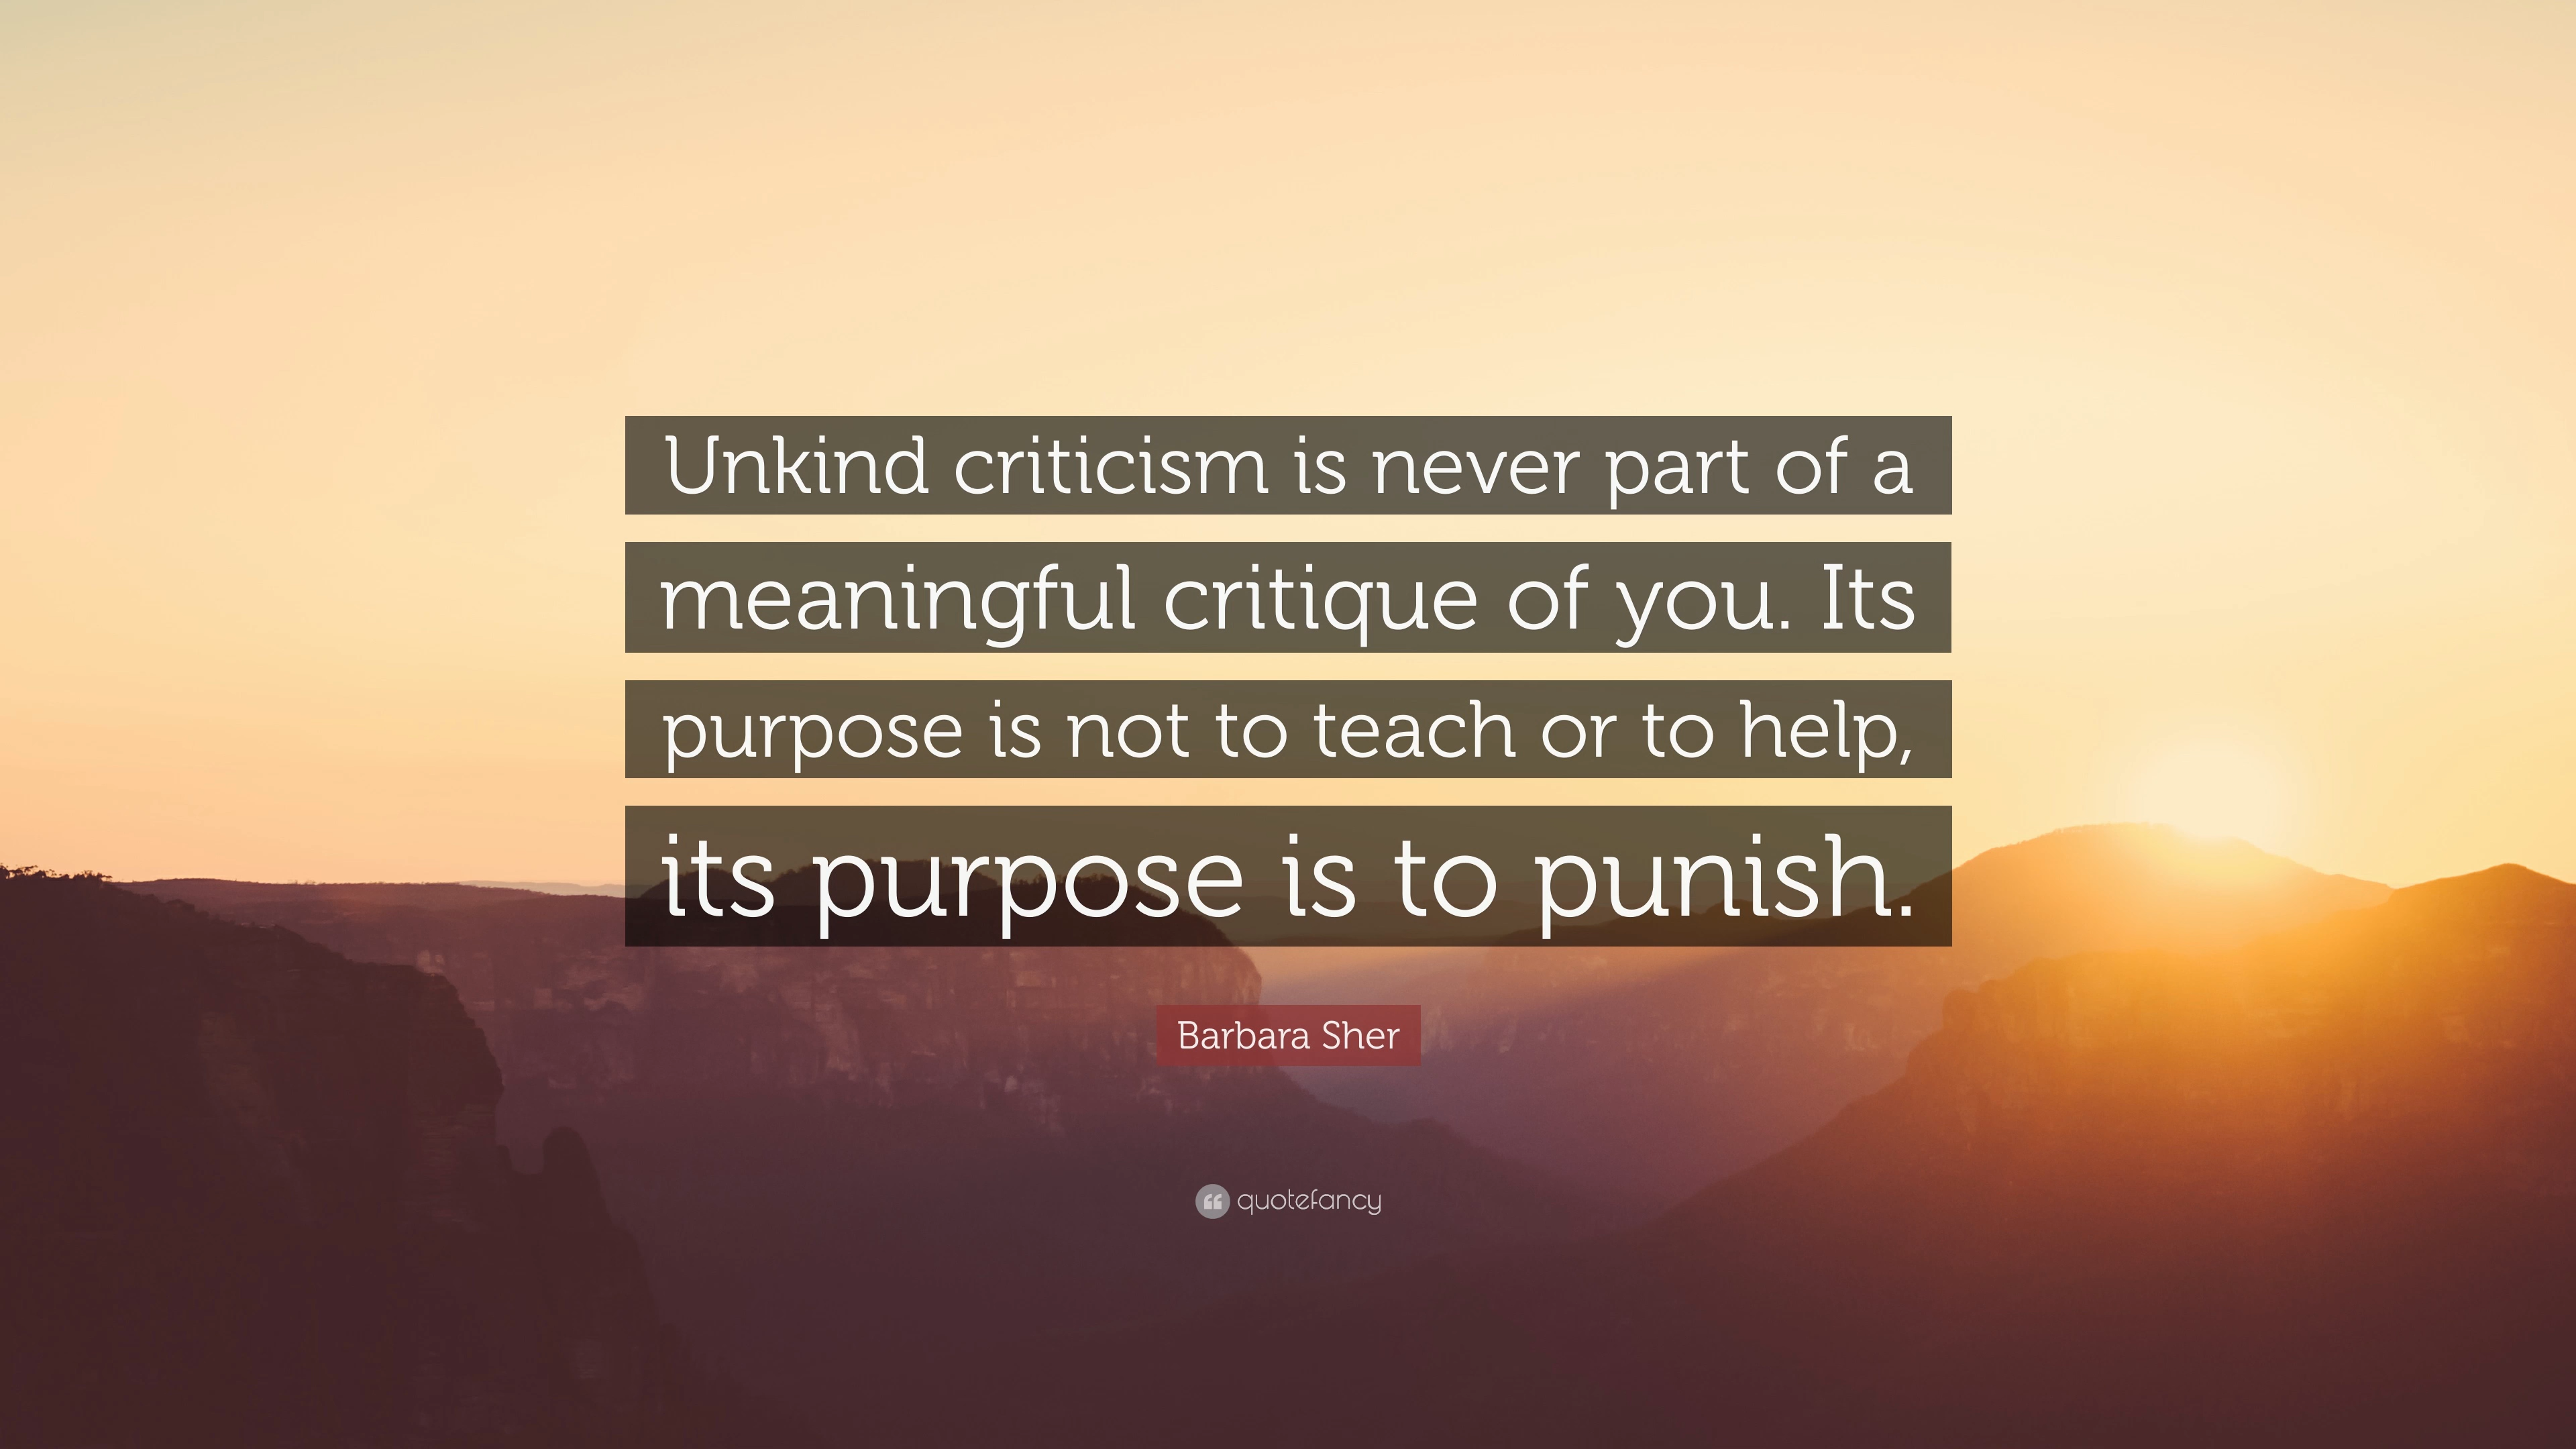 Unkind criticism is never part of a
meaningful critique of you. Its
purpose is not to teach or to help,
its purpose is to punish.
Barbara Sher
quotefancy